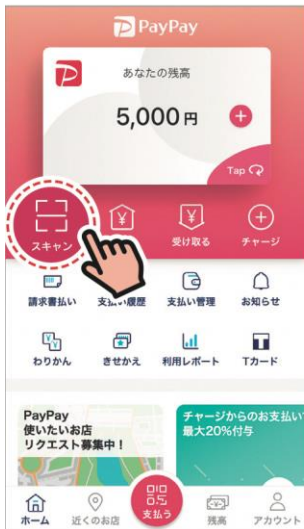 PayPay
あなたの残高
5,000円
Tap
スキャン
受け取る
チャージ
請求書払い
支払い履歴
支払い管理
お知らせ
わりかん
きせかえ
利用レポート
Tカード
PayPay
使いたいお店
リクエスト募集中！
チャージからのお支払い
最大20%付与
ホーム
近くのお店
支払う
残高
アカウント